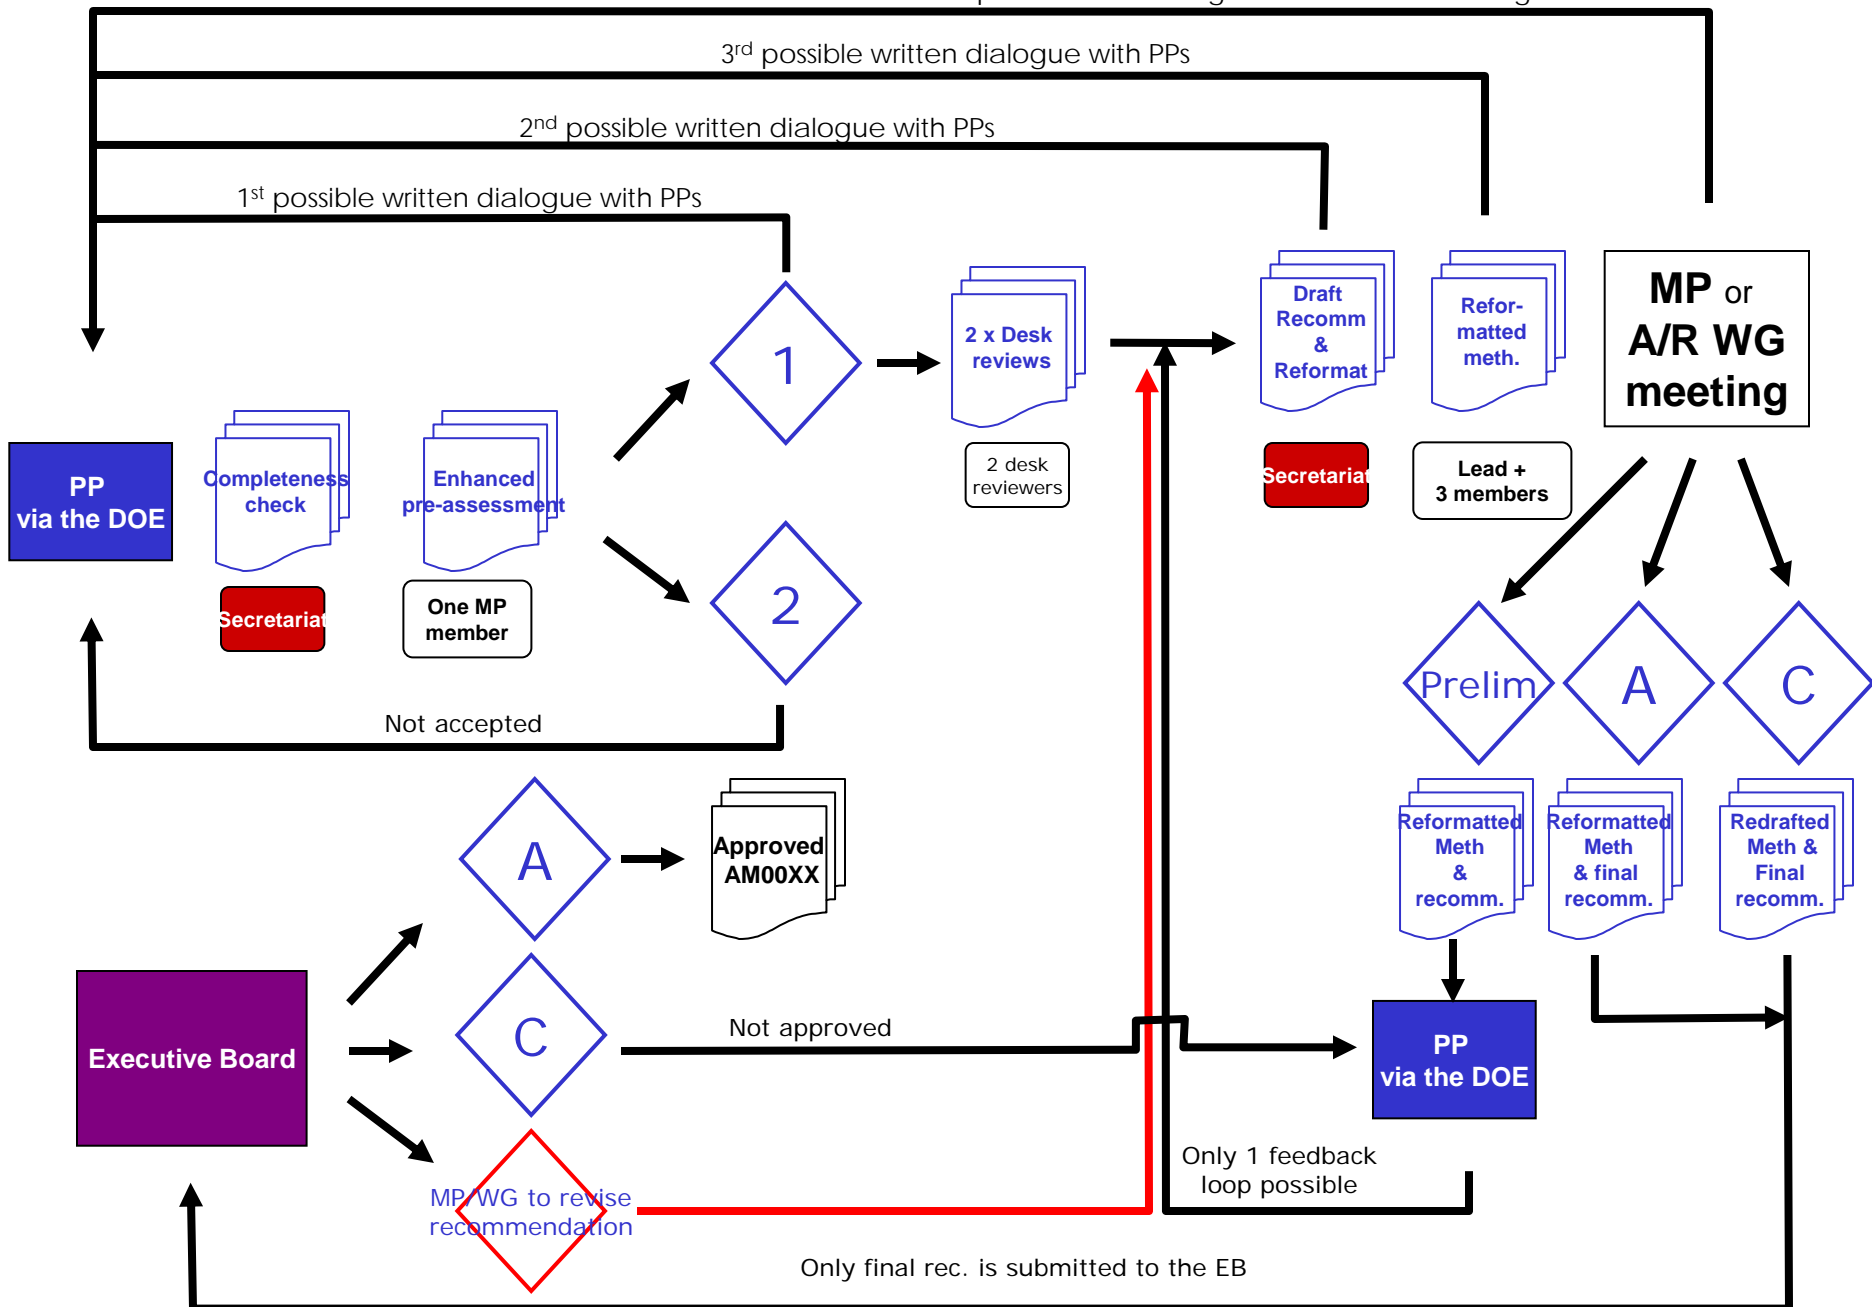 3rd possible written dialogue with PPs
2nd possible written dialogue with PPs
1st possible written dialogue with PPs
1
2 x Desk
reviews
2 desk
reviewers
Draft
Recomm
&
Reformat
Secretariat
Refor-
matted
meth.
Lead +
3 members
MP or
A/R WG
meeting
PP
via the DOE
Completeness
check
Secretariat
Enhanced
pre-assessment
One MP
member
2
Not accepted
Prelim
A
C
Reformatted
Meth
&
recomm.
Reformatted
Meth
& final
recomm.
Redrafted
Meth &
Final
recomm.
A
Approved
AM00XX
Executive Board
C
Not approved
PP
via the DOE
MP/WG to revise
recommendation
Only 1 feedback
loop possible
Only final rec. is submitted to the EB